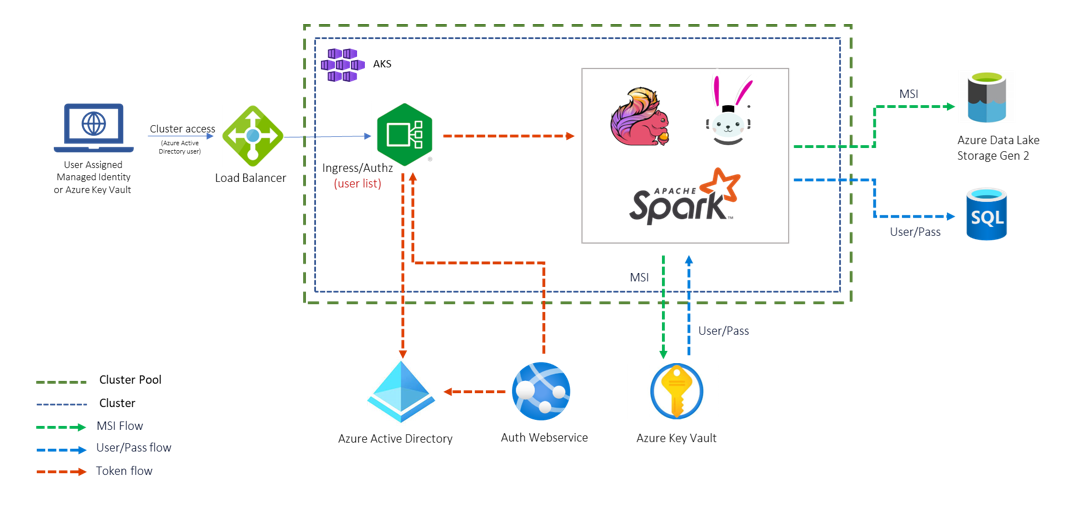 AKS
MSI
Cluster access
(Azure Active
Directory user)
User Assigned
Managed Identity
or Azure Key Vault
Load Balancer
Ingress/Authz
(user list)
APACHE
Spark
TM
Azure Data Lake
Storage Gen 2
SQL
User/Pass
MSI
User/Pass
Azure Active Directory
Auth Webservice
Azure Key Vault
Cluster Pool
Cluster
MSI Flow
User/Pass flow
Token flow